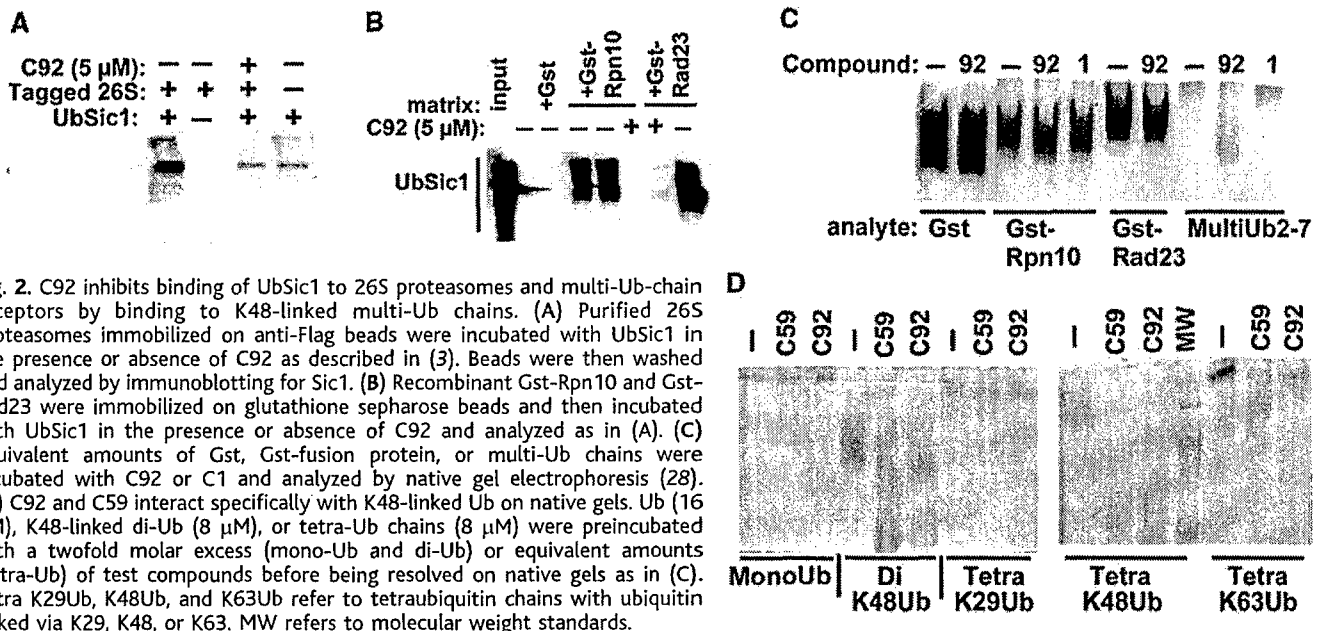 A
C92 (5 µM): – – + –
Tagged 26S: + + + –
UbSic1: + – + +
B
matrix: input +Gst +Gst-Rpn10 +Gst-Rad23
C92 (5 µM): – – – – + + –
UbSic1
C
Compound: – 92 – 92 1 – 92 – 92 1
analyte: Gst Gst-Rpn10 Gst-Rad23 MultiUb2-7
g. 2. C92 inhibits binding of UbSic1 to 26S proteasomes and multi-Ub-chain
ceptors by binding to K48-linked multi-Ub chains. (A) Purified 26S
oteasomes immobilized on anti-Flag beads were incubated with UbSic1 in
e presence or absence of C92 as described in (3). Beads were then washed
d analyzed by immunoblotting for Sic1. (B) Recombinant Gst-Rpn10 and Gst-
d23 were immobilized on glutathione sepharose beads and then incubated
th UbSic1 in the presence or absence of C92 and analyzed as in (A). (C)
uivalent amounts of Gst, Gst-fusion protein, or multi-Ub chains were
ubated with C92 or C1 and analyzed by native gel electrophoresis (28).
) C92 and C59 interact specifically with K48-linked Ub on native gels. Ub (16
), K48-linked di-Ub (8 µM), or tetra-Ub chains (8 µM) were preincubated
th a twofold molar excess (mono-Ub and di-Ub) or equivalent amounts
tra-Ub) of test compounds before being resolved on native gels as in (C).
tra K29Ub, K48Ub, and K63Ub refer to tetraubiquitin chains with ubiquitin
ked via K29, K48, or K63. MW refers to molecular weight standards.
D
– C59 C92 – C59 C92 – C59 C92 – C59 C92 MW – C59 C92
MonoUb Di Tetra Tetra Tetra
K48Ub K29Ub K48Ub K63Ub